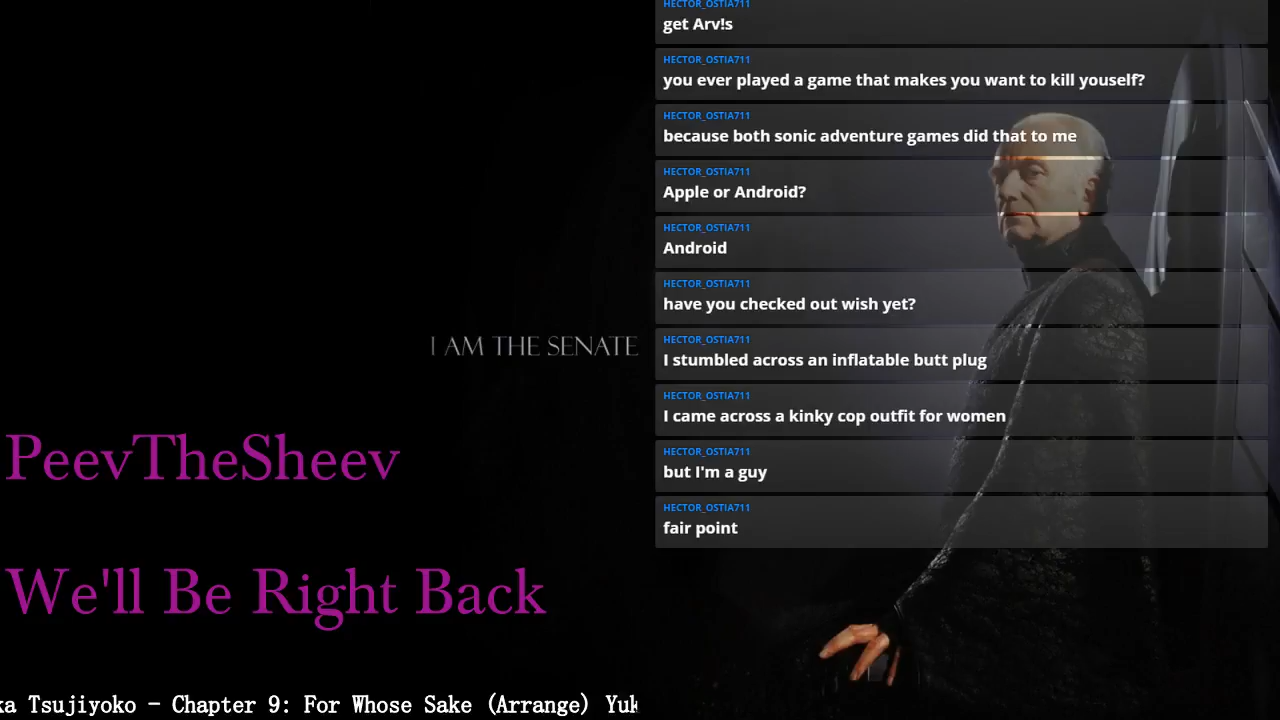 HECTOR_OSTIA711
get Arv!s
HECTOR_OSTIA711
you ever played a game that makes you want to kill youself?
HECTOR_OSTIA711
because both sonic adventure games did that to me
HECTOR_OSTIA711
Apple or Android?
HECTOR_OSTIA711
Android
HECTOR_OSTIA711
have you checked out wish yet?
HECTOR_OSTIA711
I stumbled across an inflatable butt plug
HECTOR_OSTIA711
I came across a kinky cop outfit for women
HECTOR_OSTIA711
but I'm a guy
HECTOR_OSTIA711
fair point
I AM THE SENATE
PeevTheSheev
We'll Be Right Back
ka Tsujiyoko - Chapter 9: For Whose Sake (Arrange) Yuk